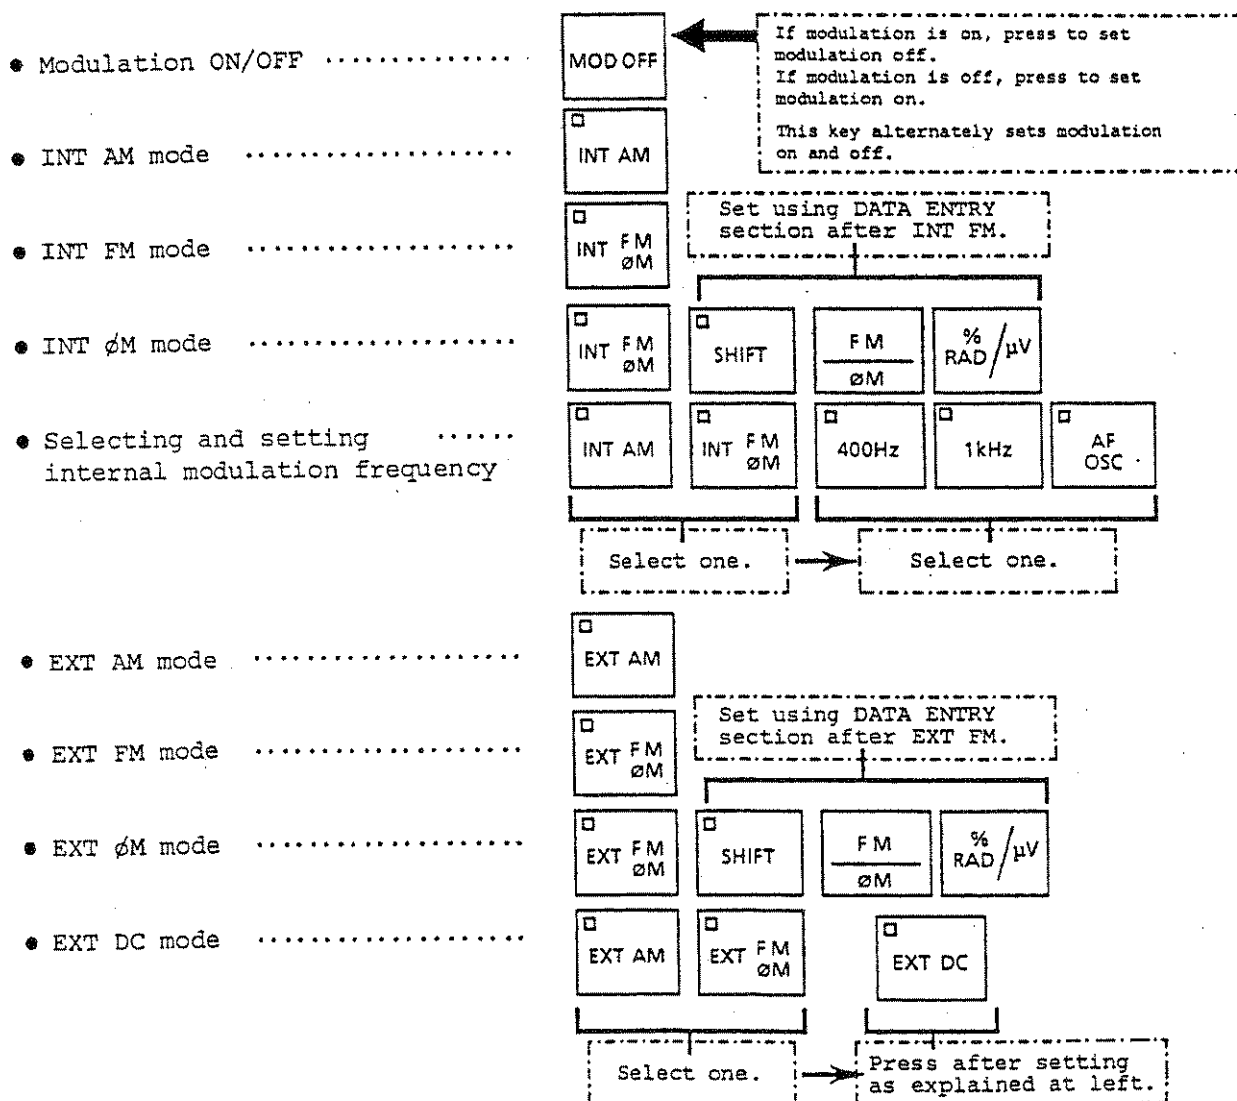 • Modulation ON/OFF ··············
MOD OFF
If modulation is on, press to set
modulation off.
If modulation is off, press to set
modulation on.
This key alternately sets modulation
on and off.
• INT AM mode ····················
INT AM
• INT FM mode ····················
INT FM
ØM
Set using DATA ENTRY
section after INT FM.
• INT ØM mode ····················
INT FM
ØM
SHIFT
FM
ØM
%
RAD/µV
• Selecting and setting ······
internal modulation frequency
INT AM
INT FM
ØM
400Hz
1kHz
AF
OSC
Select one.
Select one.
• EXT AM mode ····················
EXT AM
• EXT FM mode ····················
EXT FM
ØM
Set using DATA ENTRY
section after EXT FM.
• EXT ØM mode ····················
EXT FM
ØM
SHIFT
FM
ØM
%
RAD/µV
• EXT DC mode ····················
EXT AM
EXT FM
ØM
EXT DC
Select one.
Press after setting
as explained at left.